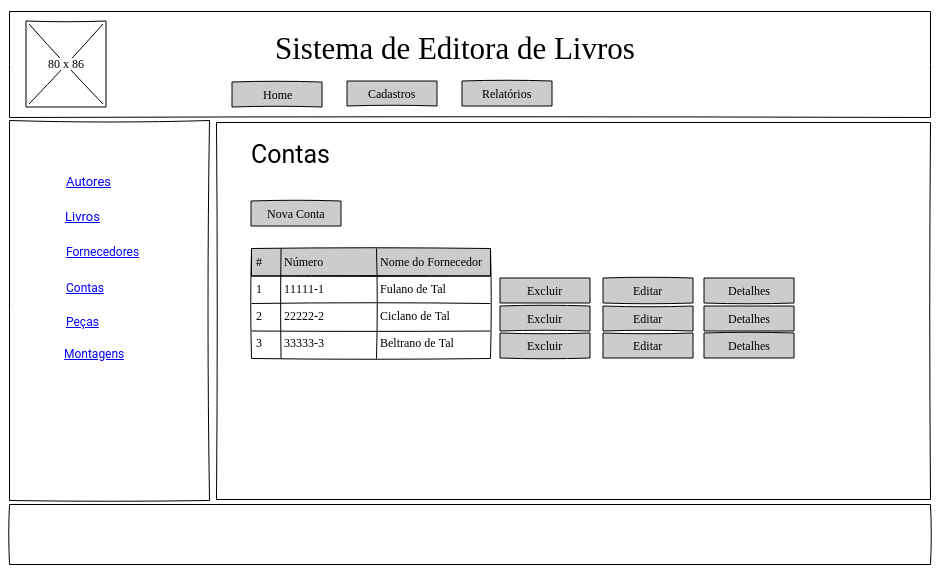 80 x 86
Sistema de Editora de Livros
Home Cadastros Relatórios
Autores
Livros
Fornecedores
Contas
Peças
Montagens
Contas
Nova Conta
# Número Nome do Fornecedor
1 11111-1 Fulano de Tal Excluir Editar Detalhes
2 22222-2 Ciclano de Tal Excluir Editar Detalhes
3 33333-3 Beltrano de Tal Excluir Editar Detalhes